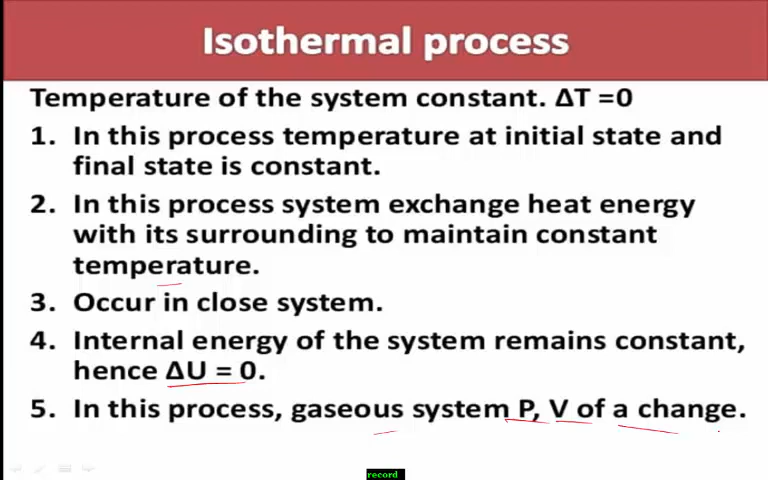 Isothermal process
Temperature of the system constant. ΔT =0
1. In this process temperature at initial state and
final state is constant.
2. In this process system exchange heat energy
with its surrounding to maintain constant
temperature.
3. Occur in close system.
4. Internal energy of the system remains constant,
hence ΔU = 0.
5. In this process, gaseous system P, V of a change.
record